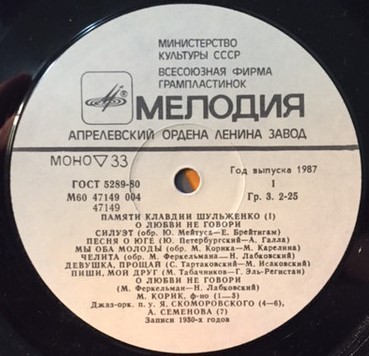 МИНИСТЕРСТВО
КУЛЬТУРЫ СССР
ВСЕСОЮЗНАЯ ФИРМА
ГРАМПЛАСТИНОК
МЕЛОДИЯ
АПРЕЛЕВСКИЙ ОРДЕНА ЛЕНИНА ЗАВОД
МОНО ▽ 33
Год выпуска 1987
ГОСТ 5289-80
I
М60 47149 004
Гр. 3. 2-25
47149
ПАМЯТИ КЛАВДИИ ШУЛЬЖЕНКО (I)
О ЛЮБВИ НЕ ГОВОРИ
СИЛУЭТ (обр. Ю. Мейтуса—Е. Брейтигам)
ПЕСНЯ О ЮГЕ (Ю. Петербургский—А. Галла)
МЫ ОБА МОЛОДЫ (обр. М. Корика—М. Карелина)
ЧЕЛИТА (обр. М. Феркельмана—Н. Лабковский)
ДЕВУШКА, ПРОЩАЙ (С. Тартаковский—М. Исаковский)
ПИШИ, МОЙ ДРУГ (М. Табачников—Г. Эль-Регистан)
О ЛЮБВИ НЕ ГОВОРИ
(М. Феркельман—Н. Лабковский)
М. КОРИК, ф-но (1—3)
Джаз-орк. п/у Я. СКОМОРОВСКОГО (4—6),
А. СЕМЕНОВА (7)
Записи 1930-х годов